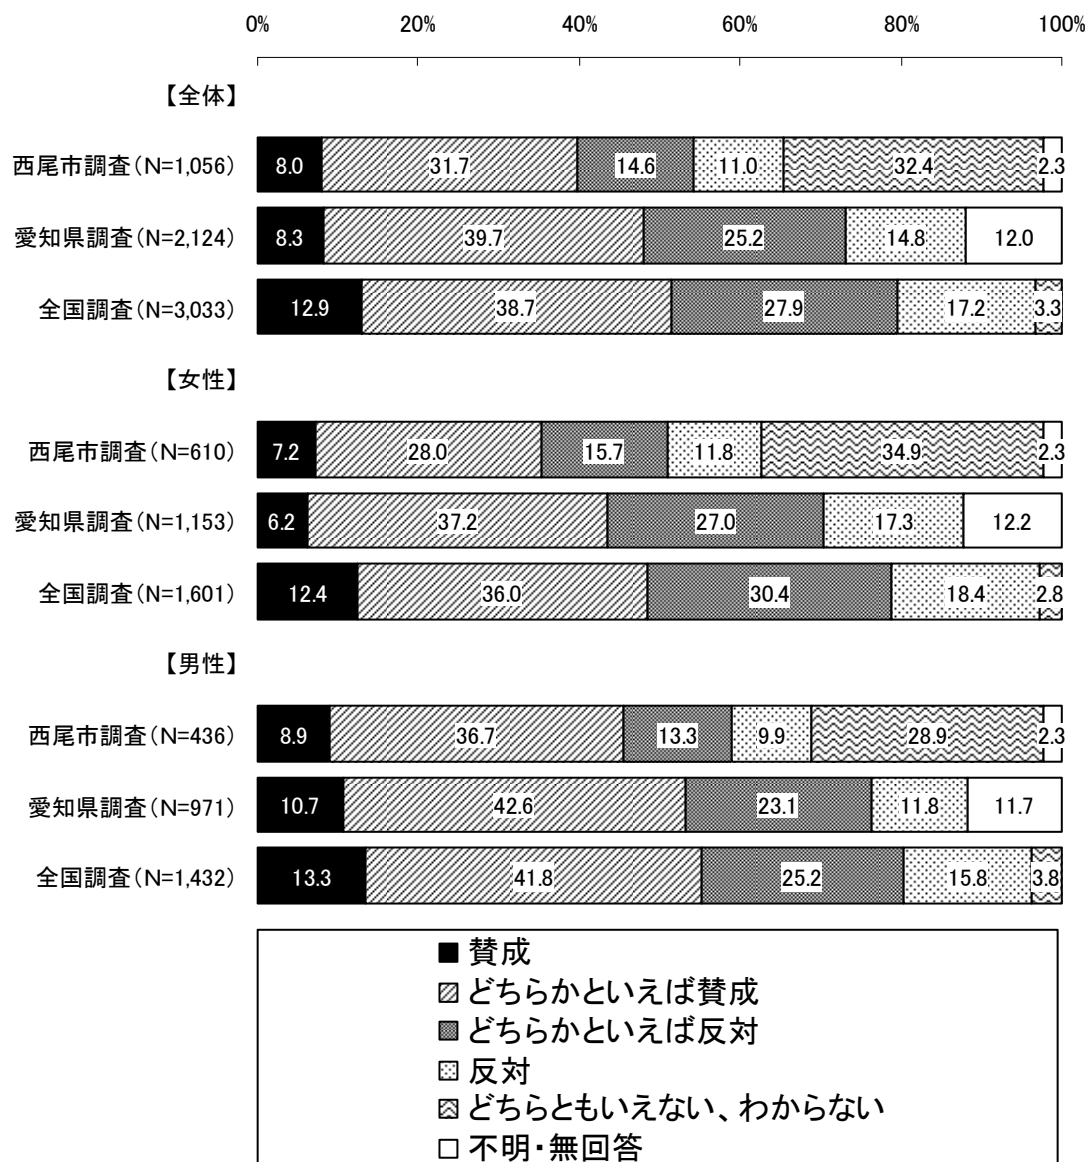 0% 20% 40% 60% 80% 100%
【全体】
西尾市調査(N=1,056) 8.0 31.7 14.6 11.0 32.4 2.3
愛知県調査(N=2,124) 8.3 39.7 25.2 14.8 12.0
全国調査(N=3,033) 12.9 38.7 27.9 17.2 3.3
【女性】
西尾市調査(N=610) 7.2 28.0 15.7 11.8 34.9 2.3
愛知県調査(N=1,153) 6.2 37.2 27.0 17.3 12.2
全国調査(N=1,601) 12.4 36.0 30.4 18.4 2.8
【男性】
西尾市調査(N=436) 8.9 36.7 13.3 9.9 28.9 2.3
愛知県調査(N=971) 10.7 42.6 23.1 11.8 11.7
全国調査(N=1,432) 13.3 41.8 25.2 15.8 3.8
賛成
どちらかといえば賛成
どちらかといえば反対
反対
どちらともいえない、わからない
不明・無回答